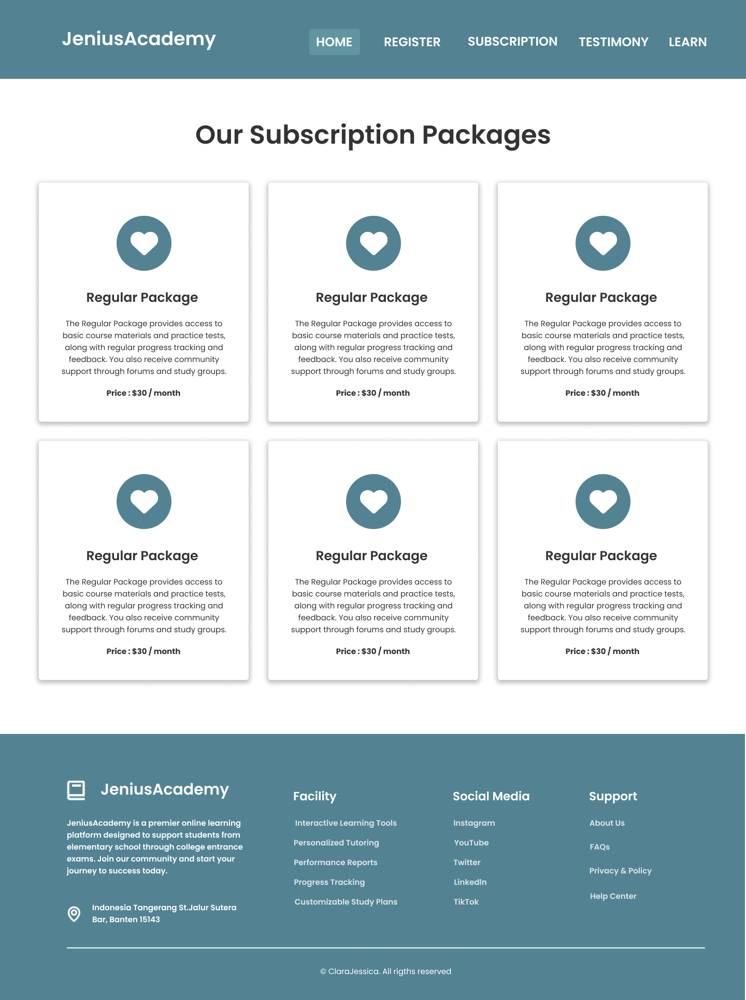 JeniusAcademy
HOME
REGISTER
SUBSCRIPTION
TESTIMONY
LEARN
Our Subscription Packages
Regular Package
The Regular Package provides access to
basic course materials and practice tests,
along with regular progress tracking and
feedback. You also receive community
support through forums and study groups.
Price : $30 / month
Regular Package
The Regular Package provides access to
basic course materials and practice tests,
along with regular progress tracking and
feedback. You also receive community
support through forums and study groups.
Price : $30 / month
Regular Package
The Regular Package provides access to
basic course materials and practice tests,
along with regular progress tracking and
feedback. You also receive community
support through forums and study groups.
Price : $30 / month
Regular Package
The Regular Package provides access to
basic course materials and practice tests,
along with regular progress tracking and
feedback. You also receive community
support through forums and study groups.
Price : $30 / month
Regular Package
The Regular Package provides access to
basic course materials and practice tests,
along with regular progress tracking and
feedback. You also receive community
support through forums and study groups.
Price : $30 / month
Regular Package
The Regular Package provides access to
basic course materials and practice tests,
along with regular progress tracking and
feedback. You also receive community
support through forums and study groups.
Price : $30 / month
JeniusAcademy
JeniusAcademy is a premier online learning
platform designed to support students from
elementary school through college entrance
exams. Join our community and start your
journey to success today.
Indonesia Tangerang St.Jalur Sutera
Bar, Banten 15143
Facility
Interactive Learning Tools
Personalized Tutoring
Performance Reports
Progress Tracking
Customizable Study Plans
Social Media
Instagram
YouTube
Twitter
LinkedIn
TikTok
Support
About Us
FAQs
Privacy & Policy
Help Center
© ClaraJessica. All rigths reserved